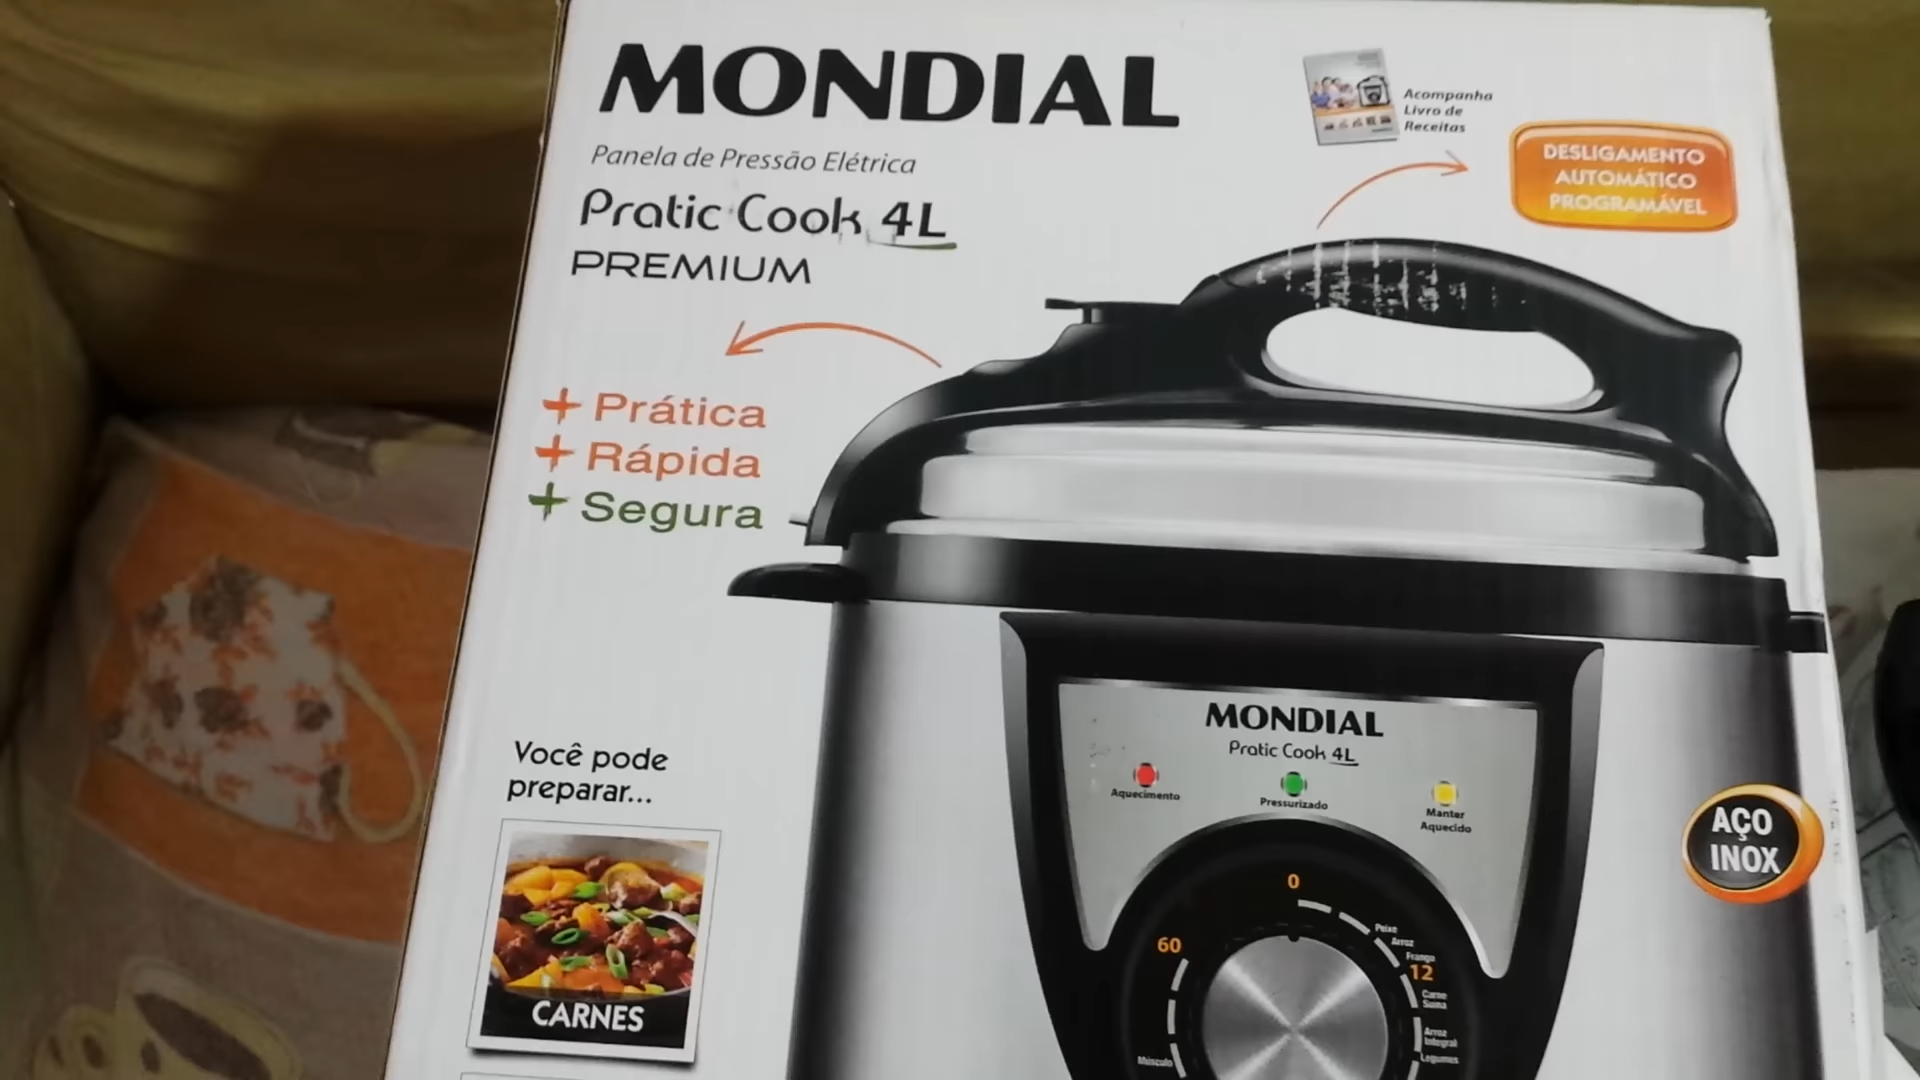 MONDIAL
Panela de Pressão Elétrica
Pratic Cook 4L
PREMIUM
Acompanha
Livro de
Receitas
DESLIGAMENTO
AUTOMÁTICO
PROGRAMÁVEL
+ Prática
+ Rápida
+ Segura
Você pode
preparar...
CARNES
MONDIAL
Pratic Cook 4L
Aquecimento
Pressurizado
Manter
Aquecido
AÇO
INOX
0
60
Peixe
Arroz
Frango
12
Carne
Suína
Arroz
Integral
Legumes
Músculo